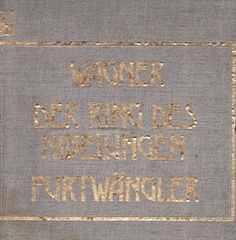 WAGNER
DER RING DES
NIBELUNGEN
FURTWÄNGLER